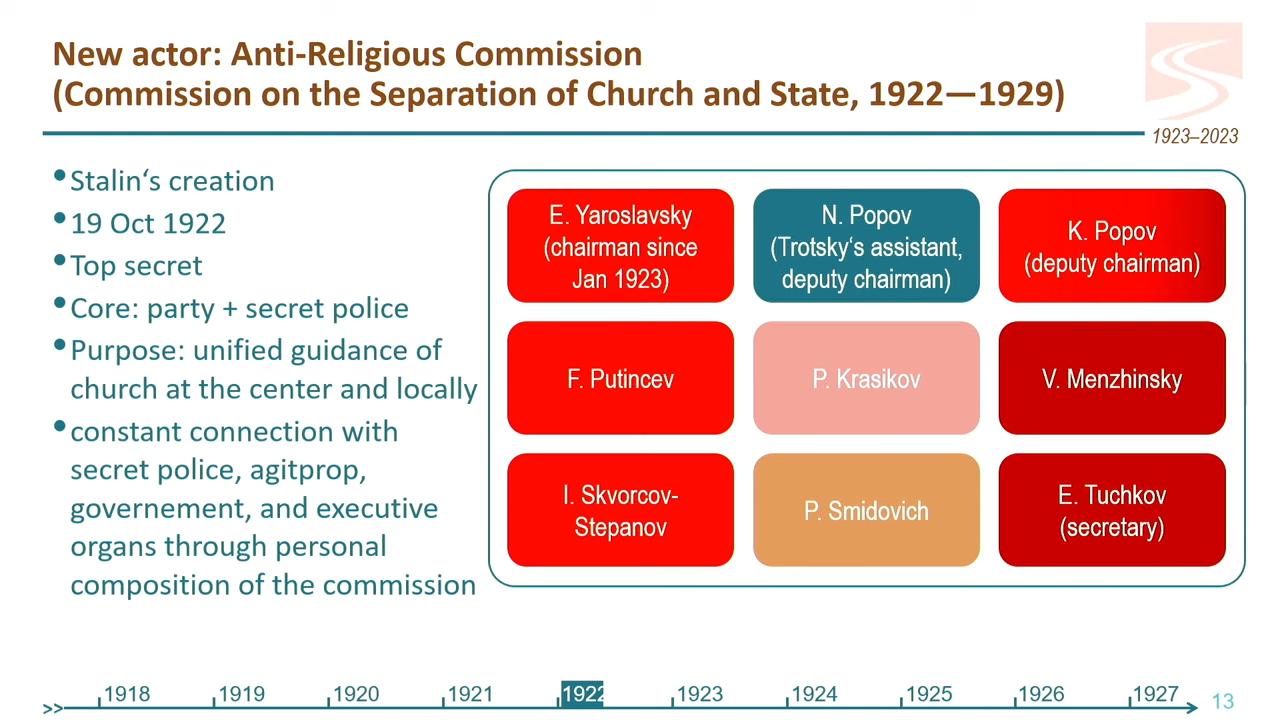 New actor: Anti-Religious Commission
(Commission on the Separation of Church and State, 1922—1929)
1923–2023
•Stalin‘s creation
•19 Oct 1922
•Top secret
•Core: party + secret police
•Purpose: unified guidance of
church at the center and locally
•constant connection with
secret police, agitprop,
governement, and executive
organs through personal
composition of the commission
E. Yaroslavsky
(chairman since
Jan 1923)
N. Popov
(Trotsky‘s assistant,
deputy chairman)
K. Popov
(deputy chairman)
F. Putincev
P. Krasikov
V. Menzhinsky
I. Skvorcov-
Stepanov
P. Smidovich
E. Tuchkov
(secretary)
>> 1918 1919 1920 1921 1922 1923 1924 1925 1926 1927 13